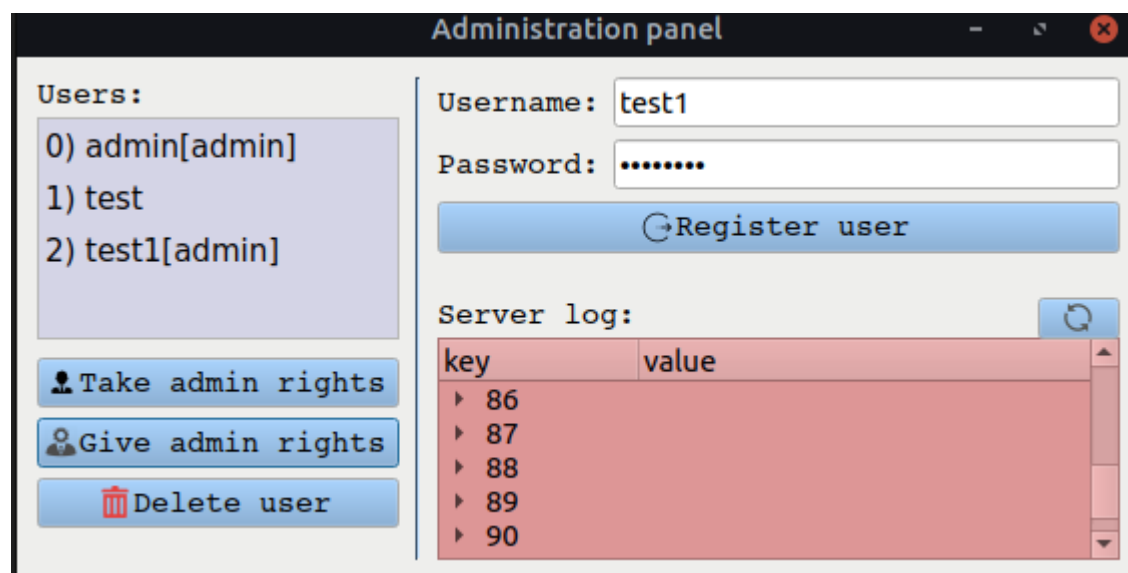 Administration panel
Users:
0) admin[admin]
1) test
2) test1[admin]
Take admin rights
Give admin rights
Delete user
Username: test1
Password: ••••••••
Register user
Server log:
key value
86
87
88
89
90